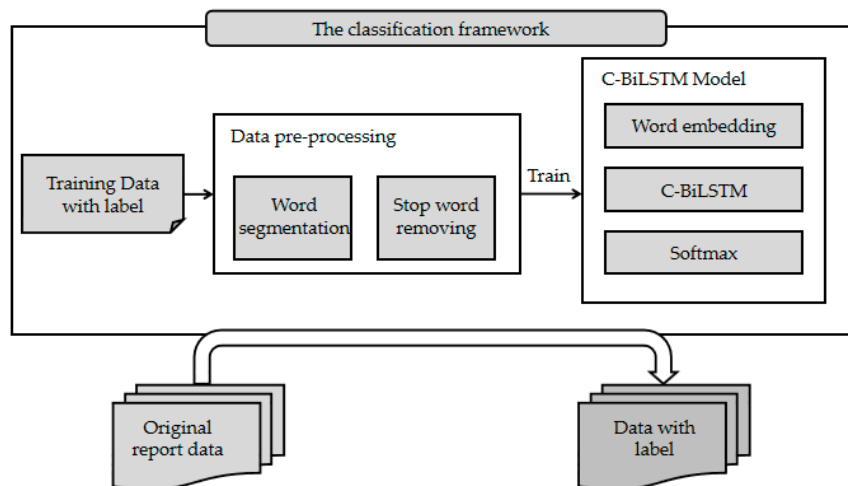 The classification framework
C-BiLSTM Model
Word embedding
C-BiLSTM
Softmax
Data pre-processing
Word
segmentation
Stop word
removing
Train
Training Data
with label
Original
report data
Data with
label